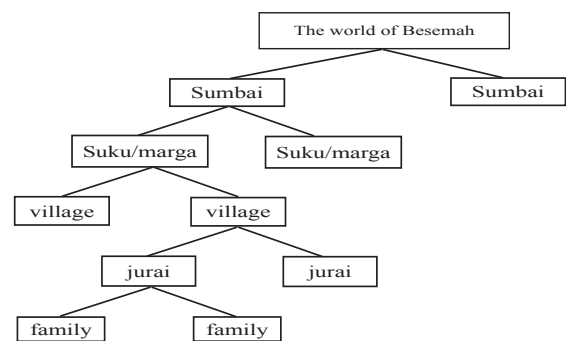 The world of Besemah
Sumbai
Sumbai
Suku/marga
Suku/marga
village
village
jurai
jurai
family
family